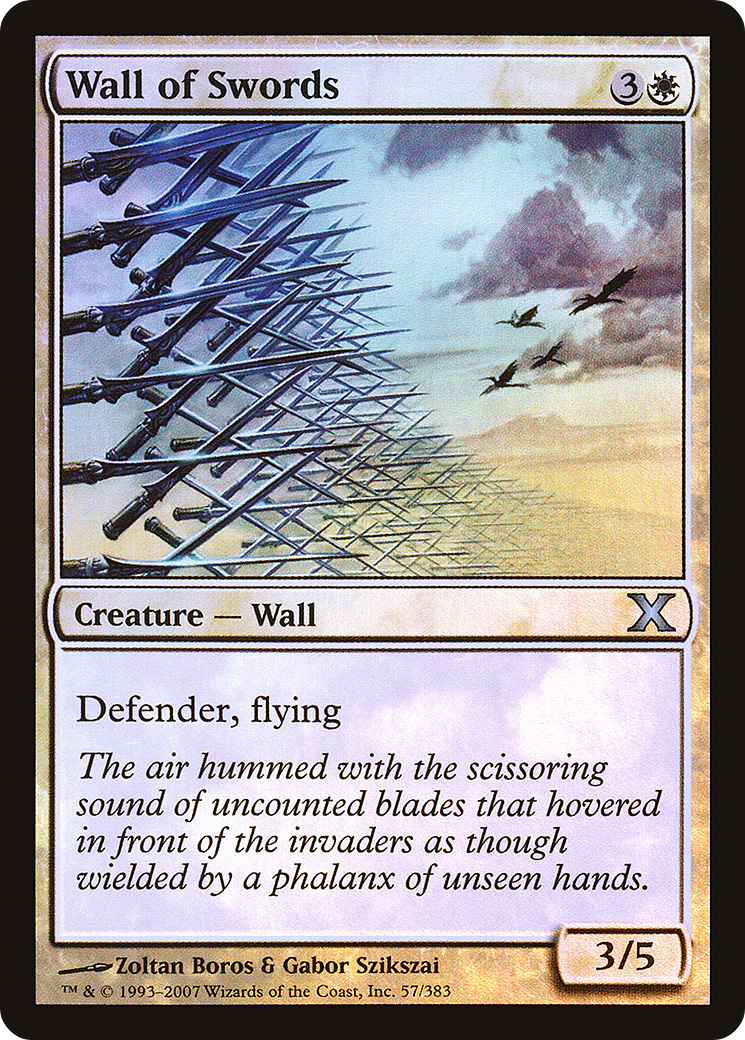 Wall of Swords
3
Creature — Wall
X
Defender, flying
The air hummed with the scissoring
sound of uncounted blades that hovered
in front of the invaders as though
wielded by a phalanx of unseen hands.
3/5
Zoltan Boros & Gabor Szikszai
™ & © 1993–2007 Wizards of the Coast, Inc. 57/383